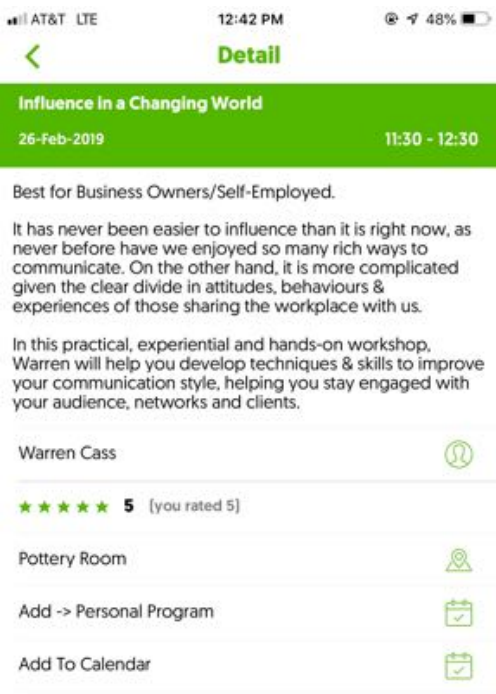 AT&T LTE 12:42 PM 48%
Detail
Influence in a Changing World
26-Feb-2019 11:30 - 12:30
Best for Business Owners/Self-Employed.
It has never been easier to influence than it is right now, as
never before have we enjoyed so many rich ways to
communicate. On the other hand, it is more complicated
given the clear divide in attitudes, behaviours &
experiences of those sharing the workplace with us.
In this practical, experiential and hands-on workshop,
Warren will help you develop techniques & skills to improve
your communication style, helping you stay engaged with
your audience, networks and clients.
Warren Cass
5 (you rated 5)
Pottery Room
Add -> Personal Program
Add To Calendar